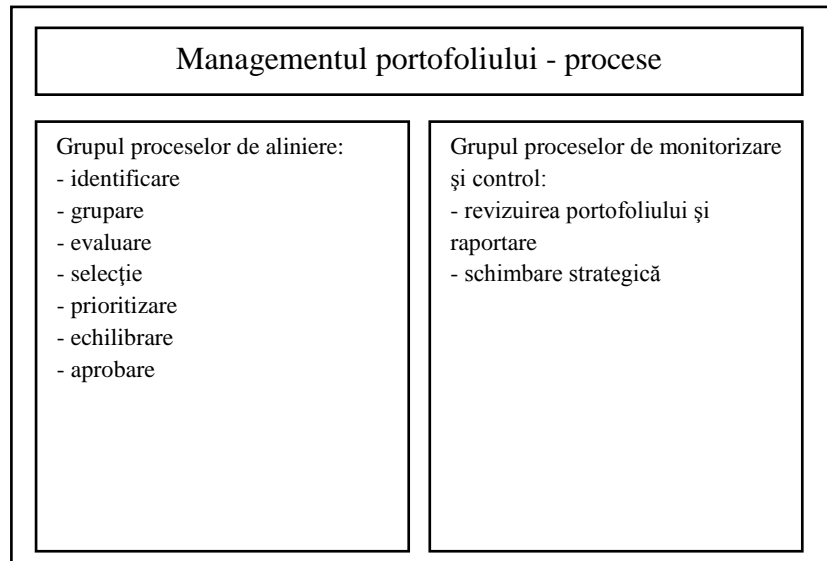 Managementul portofoliului - procese
Grupul proceselor de aliniere:
- identificare
- grupare
- evaluare
- selecţie
- prioritizare
- echilibrare
- aprobare
Grupul proceselor de monitorizare
şi control:
- revizuirea portofoliului şi
raportare
- schimbare strategică